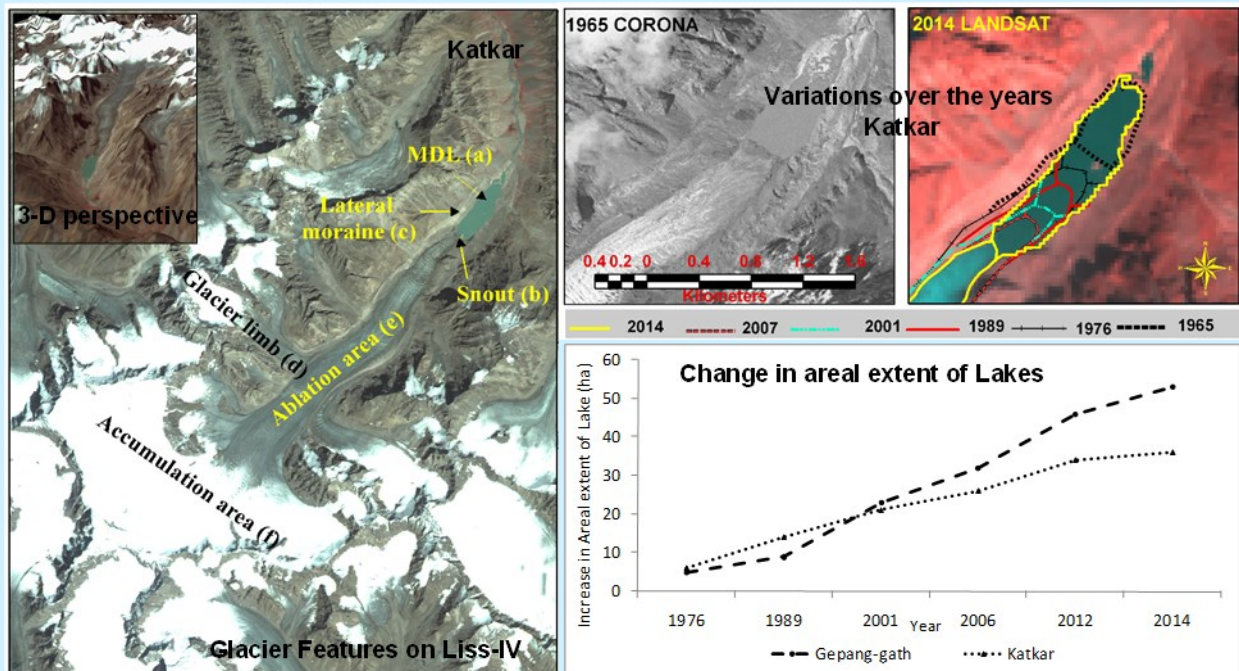 Katkar
3-D perspective
MDL (a)
Lateral
moraine (c)
Snout (b)
Glacier limb (d)
Ablation area (e)
Accumulation area (f)
Glacier Features on Liss-IV
1965 CORONA
0.4 0.2 0 0.4 0.8 1.2 1.6
Kilometers
2014 LANDSAT
Variations over the years
Katkar
2014 2007 2001 1989 1976 1965
Change in areal extent of Lakes
Increase in Areal extent of Lake (ha)
60
50
40
30
20
10
0
1976 1989 2001 2006 2012 2014
Year
Gepang-gath Katkar